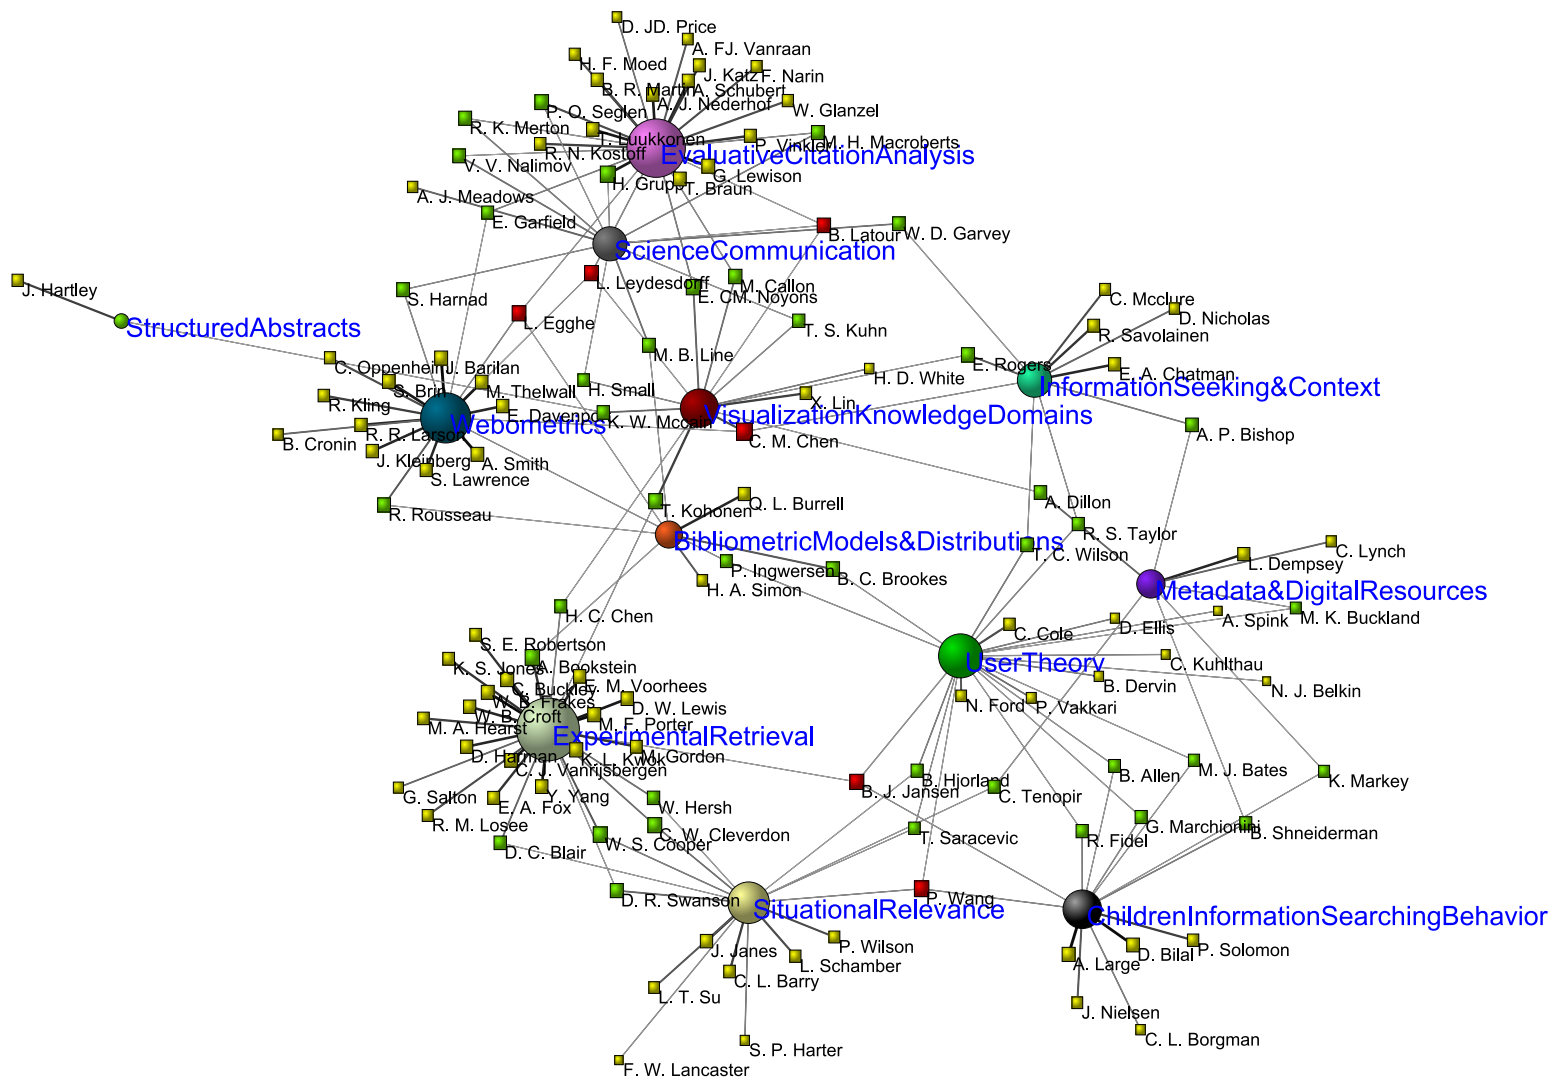 D. JD. Price
A. FJ. Vanraan
H. F. Moed
J. Katz
F. Narin
B. R. Martin
A. Schubert
A. J. Nederhof
W. Glanzel
P. O. Seglen
R. K. Merton
T. Luukkonen
P. Vinkler
M. H. Macroberts
R. N. Kostoff
EvaluativeCitationAnalysis
V. V. Nalimov
G. Lewison
H. Grupp
T. Braun
A. J. Meadows
E. Garfield
B. Latour
W. D. Garvey
ScienceCommunication
L. Leydesdorff
M. Callon
J. Hartley
S. Harnad
E. CM. Noyons
C. Mcclure
D. Nicholas
StructuredAbstracts
L. Egghe
T. S. Kuhn
R. Savolainen
M. B. Line
E. Rogers
C. Oppenheim
J. Barilan
H. D. White
E. A. Chatman
InformationSeeking&Context
S. Brin
M. Thelwall
H. Small
R. Kling
X. Lin
E. Davenpo
K. W. Mccain
VisualizationKnowledgeDomains
Webometrics
B. Cronin
R. R. Larson
C. M. Chen
A. P. Bishop
J. Kleinberg
A. Smith
S. Lawrence
R. Rousseau
T. Kohonen
Q. L. Burrell
A. Dillon
R. S. Taylor
BibliometricModels&Distributions
T. C. Wilson
C. Lynch
L. Dempsey
P. Ingwersen
B. C. Brookes
H. A. Simon
Metadata&DigitalResources
H. C. Chen
C. Cole
D. Ellis
A. Spink
M. K. Buckland
S. E. Robertson
K. S. Jones
A. Bookstein
UserTheory
C. Kuhlthau
C. Buckley
E. M. Voorhees
B. Dervin
N. J. Belkin
W. B. Frakes
D. W. Lewis
N. Ford
P. Vakkari
W. B. Croft
M. A. Hearst
M. F. Porter
ExperimentalRetrieval
D. Harman
K. L. Kwok
M. Gordon
C. J. Vanrijsbergen
B. Hjorland
B. Allen
M. J. Bates
K. Markey
G. Salton
E. A. Fox
Y. Yang
W. Hersh
B. J. Jansen
C. Tenopir
R. M. Losee
C. W. Cleverdon
G. Marchionini
B. Shneiderman
D. C. Blair
W. S. Cooper
T. Saracevic
R. Fidel
D. R. Swanson
P. Wang
SituationalRelevance
ChildrenInformationSearchingBehavior
J. Janes
P. Wilson
D. Bilal
P. Solomon
L. Schamber
A. Large
C. L. Barry
L. T. Su
J. Nielsen
C. L. Borgman
S. P. Harter
F. W. Lancaster